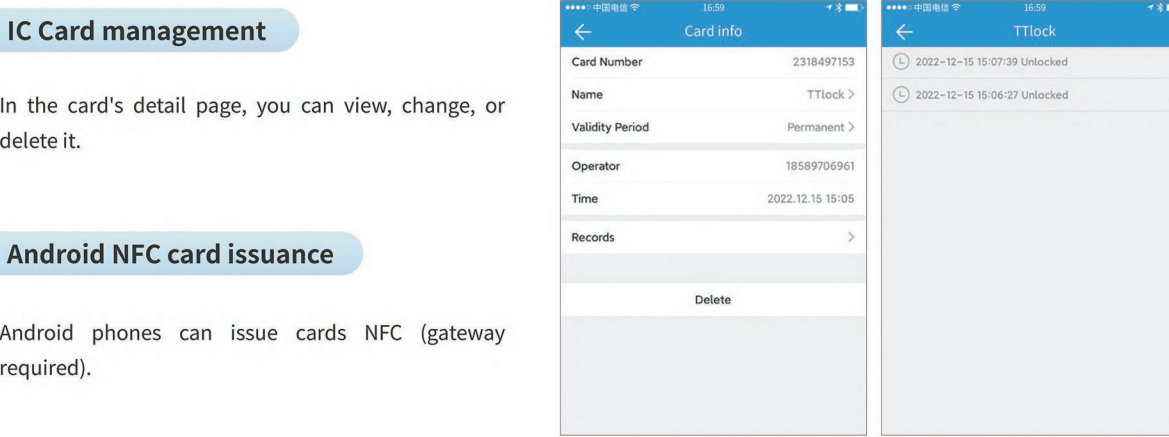 IC Card management
In the card's detail page, you can view, change, or
delete it.
Android NFC card issuance
Android phones can issue cards NFC (gateway
required).
中国电信 16:59
Card info
Card Number 2318497153
Name TTlock >
Validity Period Permanent >
Operator 18589706961
Time 2022.12.15 15:05
Records >
Delete
中国电信 16:59
TTlock
2022-12-15 15:07:39 Unlocked
2022-12-15 15:06:27 Unlocked